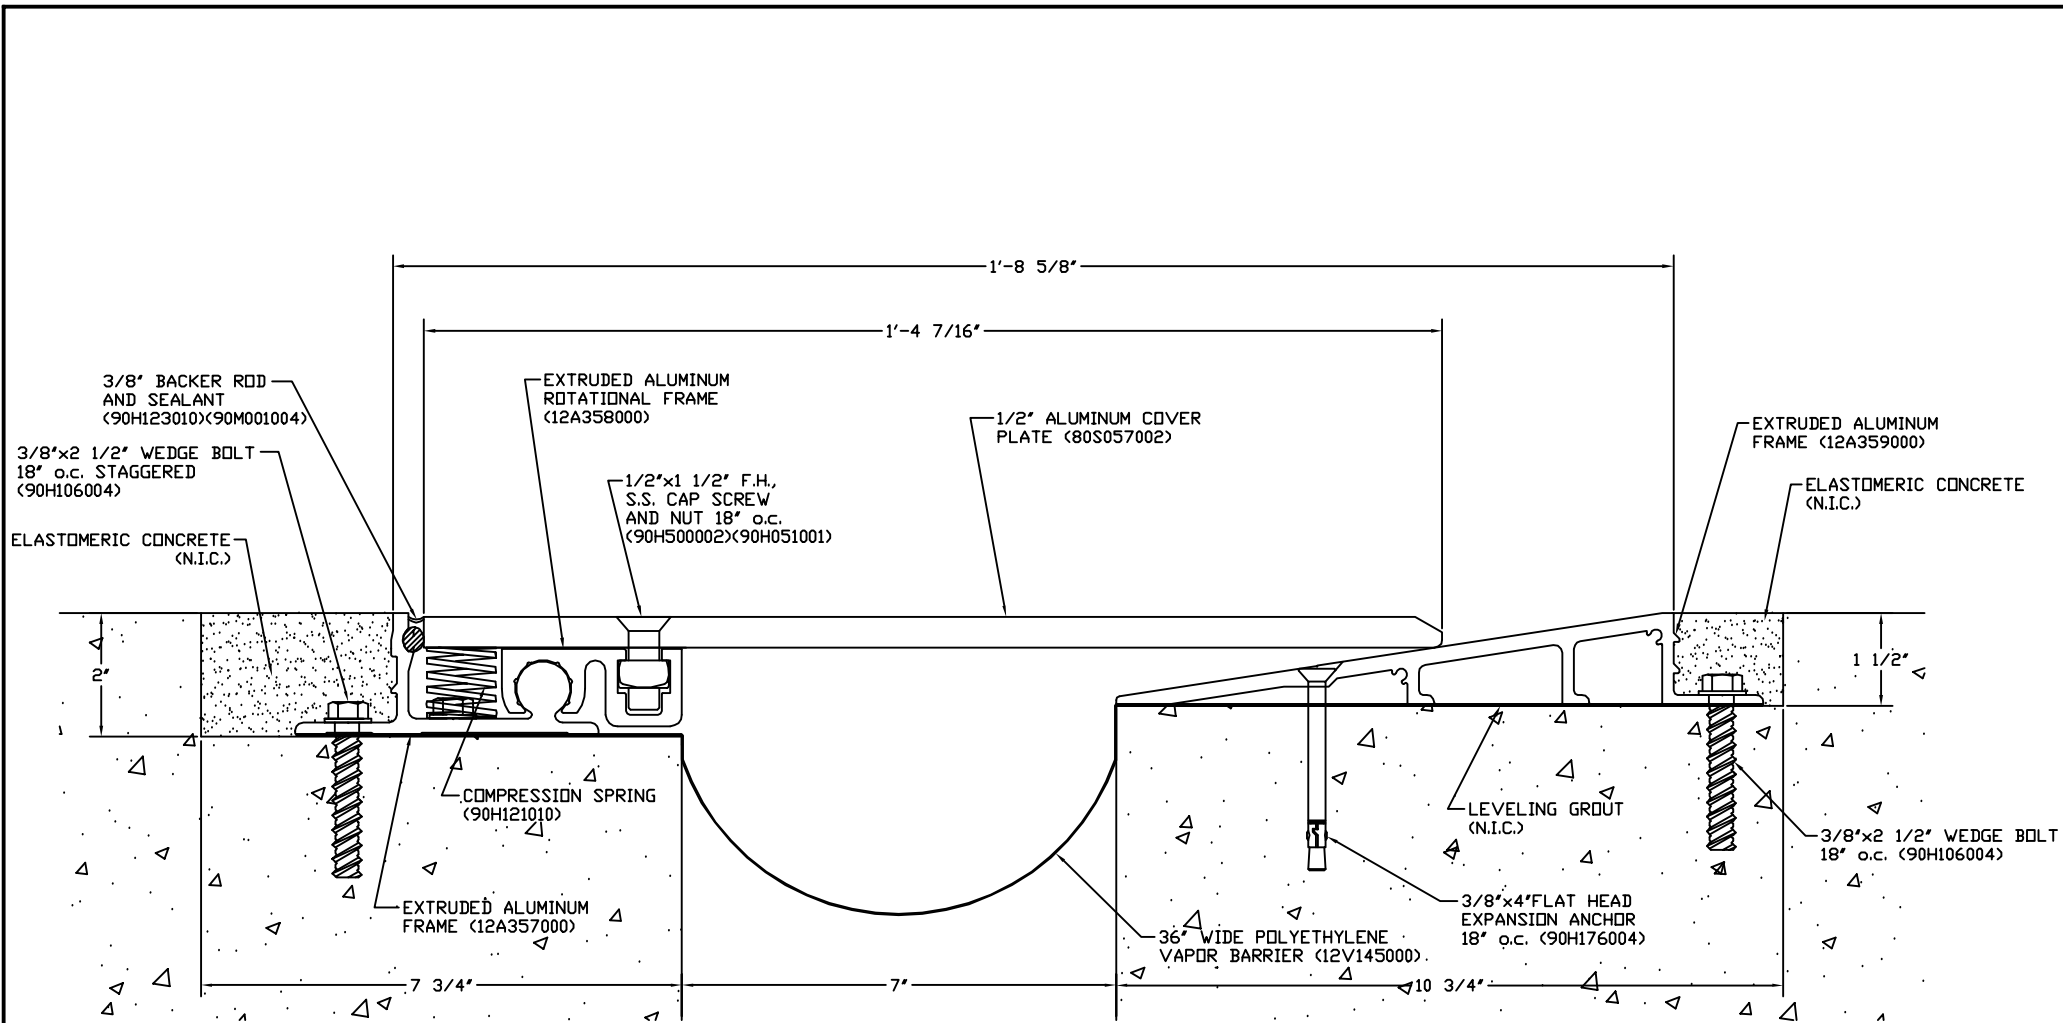 1'-8 5/8"
1'-4 7/16"
3/8" BACKER ROD
AND SEALANT
(90H123010)(90M001004)
3/8"x2 1/2" WEDGE BOLT
18" o.c. STAGGERED
(90H106004)
ELASTOMERIC CONCRETE
(N.I.C.)
EXTRUDED ALUMINUM
ROTATIONAL FRAME
(12A358000)
1/2"x1 1/2" F.H.,
S.S. CAP SCREW
AND NUT 18" o.c.
(90H500002)(90H051001)
1/2" ALUMINUM COVER
PLATE (80S057002)
EXTRUDED ALUMINUM
FRAME (12A359000)
ELASTOMERIC CONCRETE
(N.I.C.)
2"
1 1/2"
COMPRESSION SPRING
(90H121010)
EXTRUDED ALUMINUM
FRAME (12A357000)
LEVELING GROUT
(N.I.C.)
3/8"x2 1/2" WEDGE BOLT
18" o.c. (90H106004)
3/8"x4"FLAT HEAD
EXPANSION ANCHOR
18" o.c. (90H176004)
36" WIDE POLYETHYLENE
VAPOR BARRIER (12V145000)
7 3/4"
7"
10 3/4"